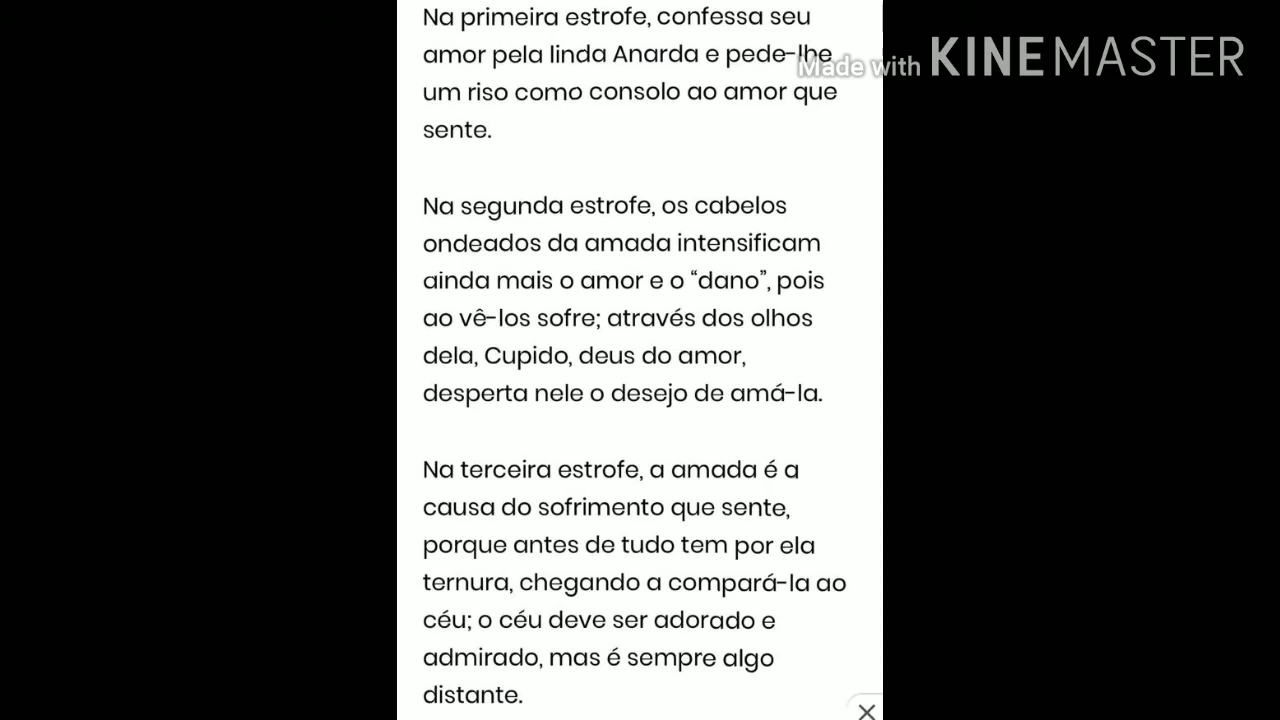 Na primeira estrofe, confessa seu
amor pela linda Anarda e pede-lhe
Made with KINEMASTER
um riso como consolo ao amor que
sente.
Na segunda estrofe, os cabelos
ondeados da amada intensificam
ainda mais o amor e o “dano”, pois
ao vê-los sofre; através dos olhos
dela, Cupido, deus do amor,
desperta nele o desejo de amá-la.
Na terceira estrofe, a amada é a
causa do sofrimento que sente,
porque antes de tudo tem por ela
ternura, chegando a compará-la ao
céu; o céu deve ser adorado e
admirado, mas é sempre algo
distante.